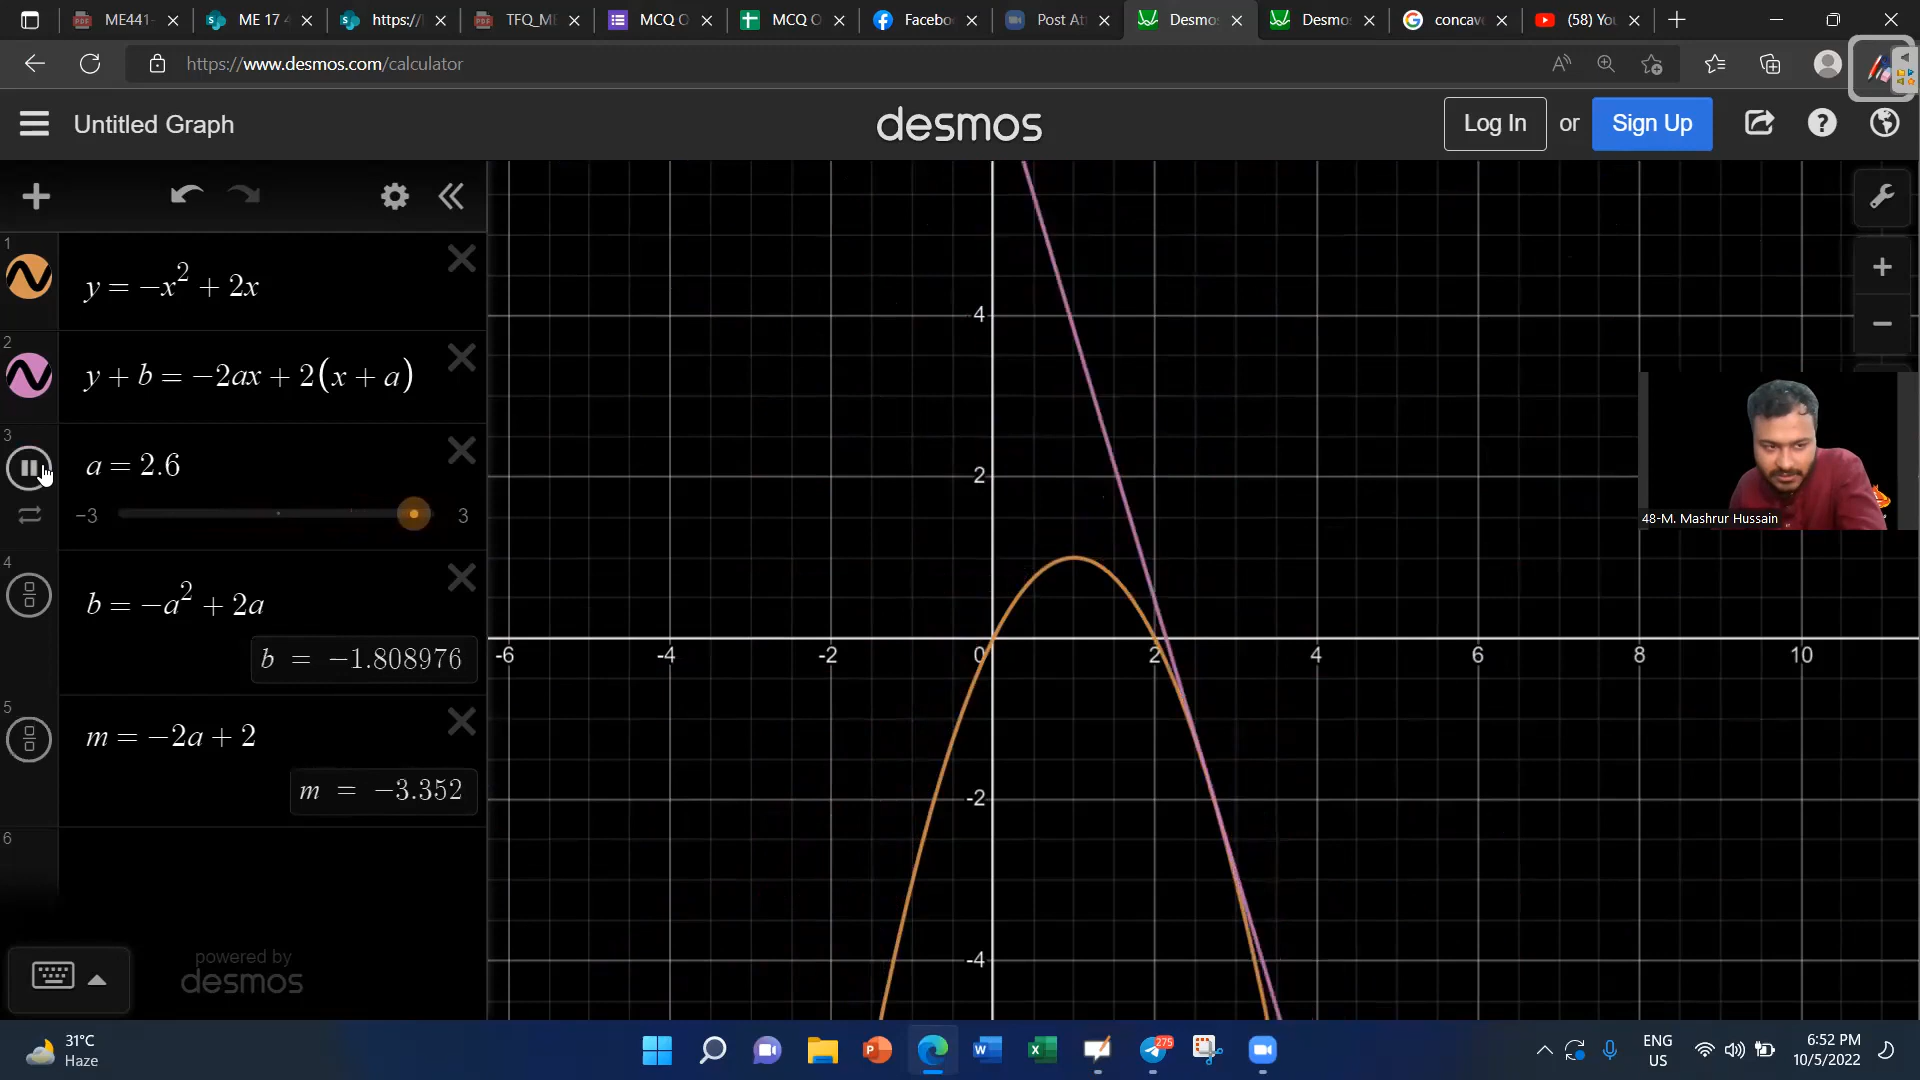 ME441-
ME 17 4
https://
TFQ_ME
MCQ O
MCQ O
Facebo
Post At
Desmo
Desmo
concav
(58) Yo
https://www.desmos.com/calculator
Untitled Graph
desmos
Log In or Sign Up
1
y = −x² + 2x
2
y + b = −2ax + 2(x + a)
3
a = 2.6
−3
3
4
b = −a² + 2a
b = −1.808976
5
m = −2a + 2
m = −3.352
6
powered by
desmos
4
2
-6 -4 -2 0 2 4 6 8 10
-2
-4
48-M. Mashrur Hussain
31°C
Haze
275
ENG
US
6:52 PM
10/5/2022